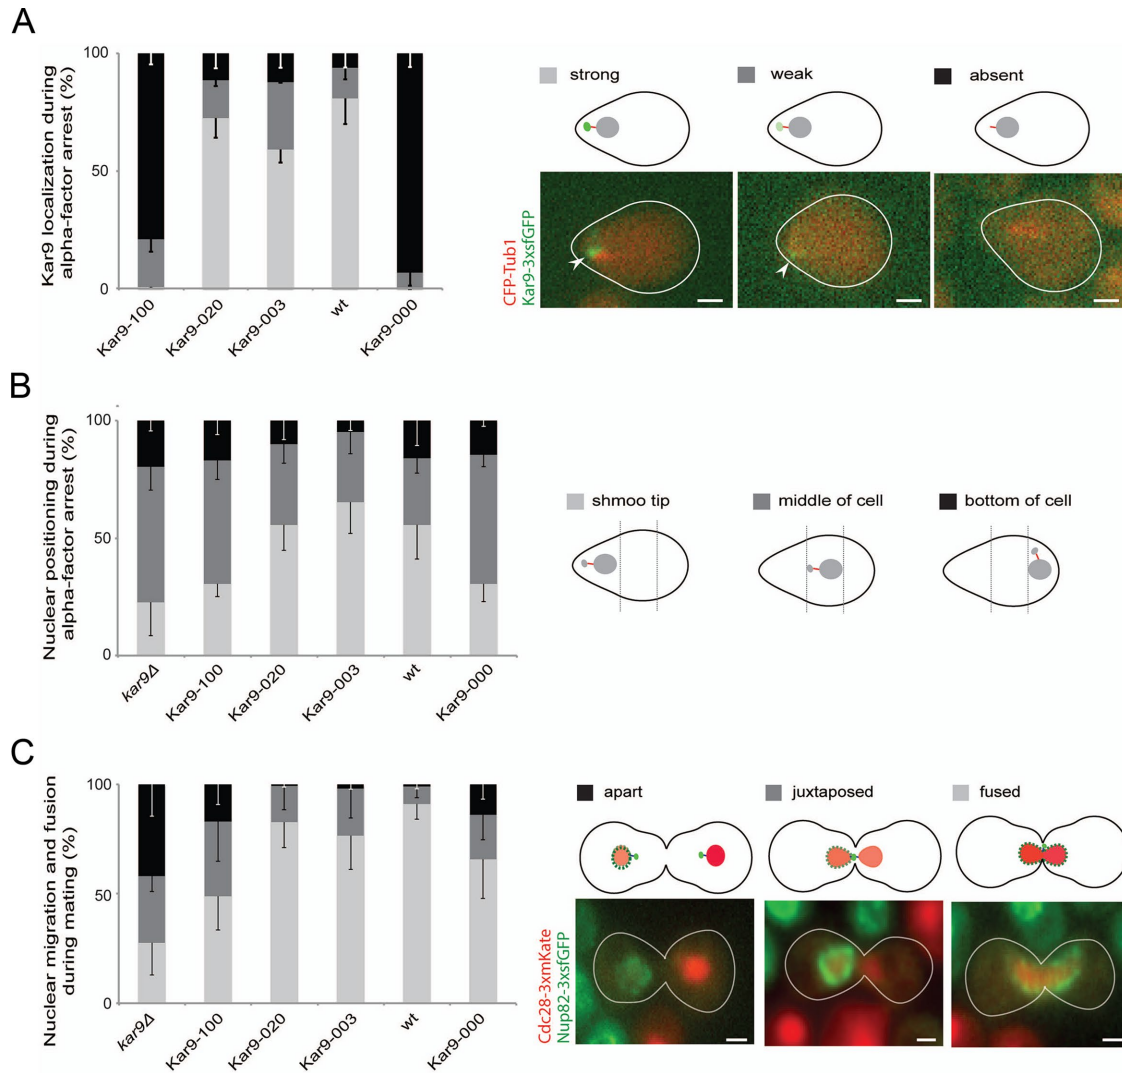 A
Kar9 localization during
alpha-factor arrest (%)
100
50
0
Kar9-100
Kar9-020
Kar9-003
wt
Kar9-000
strong
weak
absent
CFP-Tub1
Kar9-3xsfGFP
B
Nuclear positioning during
alpha-factor arrest (%)
100
50
0
kar9Δ
Kar9-100
Kar9-020
Kar9-003
wt
Kar9-000
shmoo tip
middle of cell
bottom of cell
C
Nuclear migration and fusion
during mating (%)
100
50
0
kar9Δ
Kar9-100
Kar9-020
Kar9-003
wt
Kar9-000
apart
juxtaposed
fused
Cdc28-3xmKate
Nup82-3xsfGFP